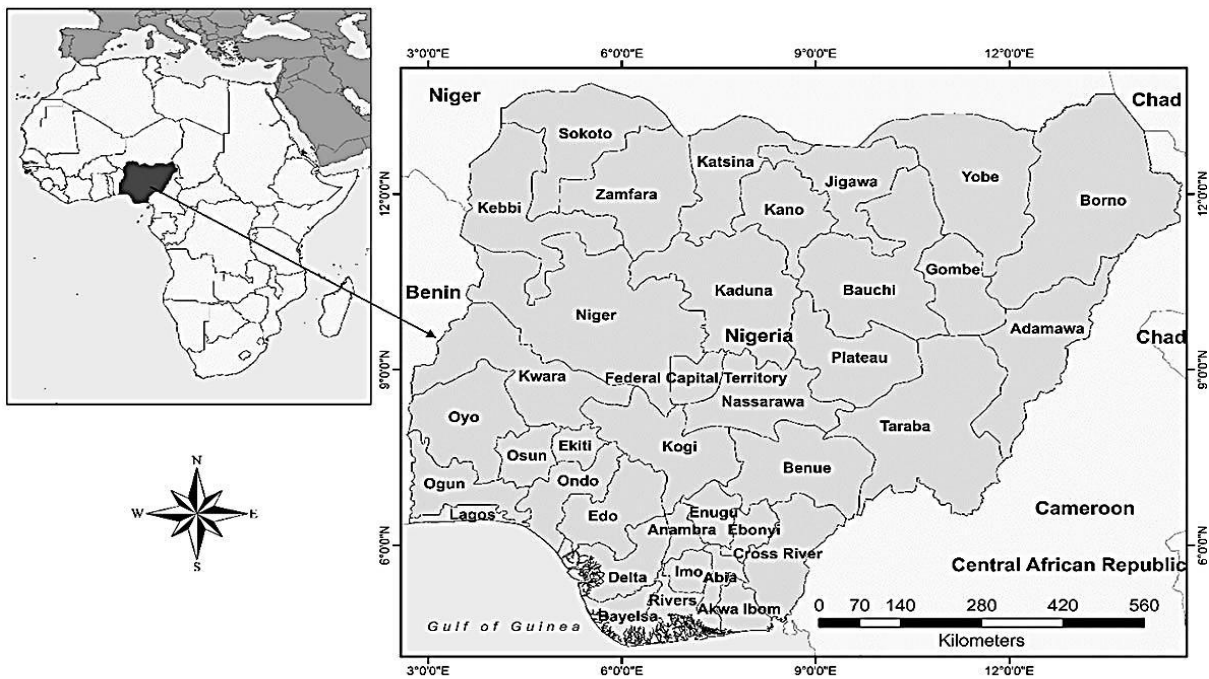 3°0'0"E 6°0'0"E 9°0'0"E 12°0'0"E
Niger
Chad
Sokoto
Katsina
Jigawa
Yobe
Borno
Zamfara
Kebbi
Kano
12°0'0"N
12°0'0"N
Gombe
Benin
Kaduna
Bauchi
Niger
Adamawa
Nigeria
Chad
Plateau
9°0'0"N
9°0'0"N
Kwara
Federal Capital Territory
Nassarawa
Oyo
Taraba
Osun
Ekiti
Kogi
Benue
Ogun
Ondo
Lagos
Edo
Enugu
Anambra
Ebonyi
Cameroon
6°0'0"N
6°0'0"N
Cross River
Central African Republic
Delta
Imo
Abia
Rivers
Akwa Ibom
Bayelsa
Gulf of Guinea
0 70 140 280 420 560
Kilometers
3°0'0"E 6°0'0"E 9°0'0"E 12°0'0"E
N
W E
S